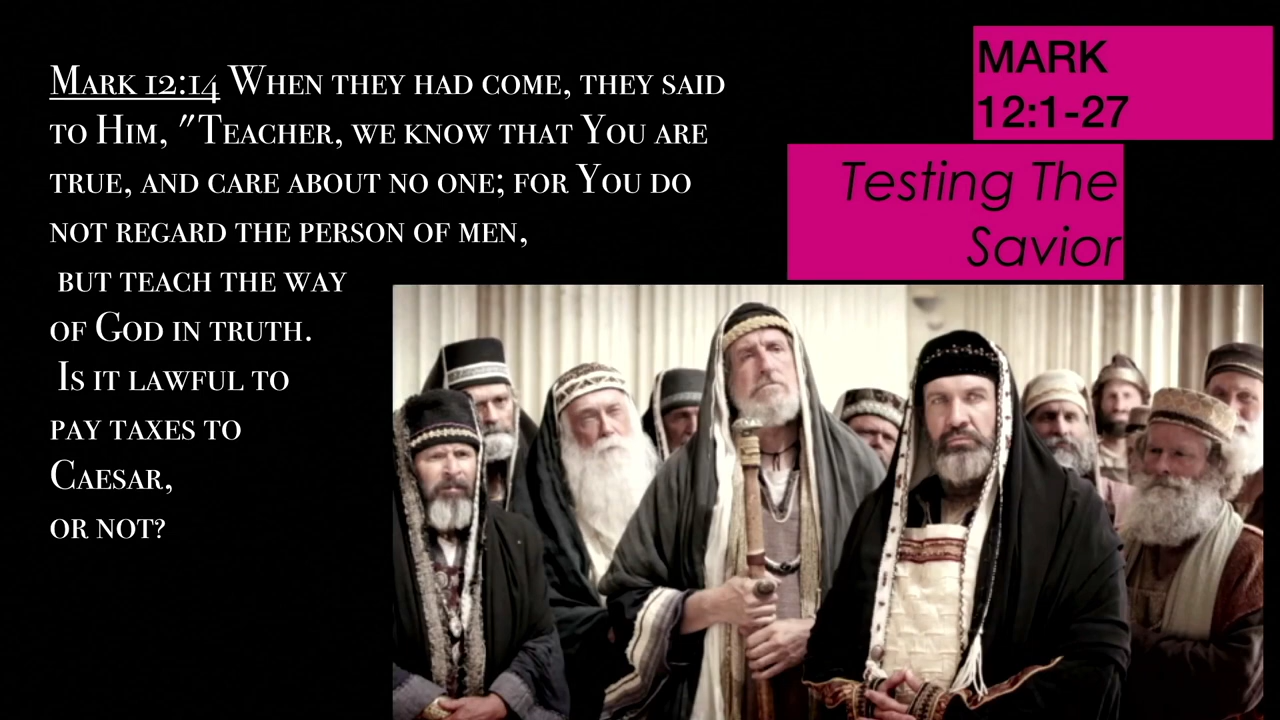 Mark 12:14 When they had come, they said
to Him, "Teacher, we know that You are
true, and care about no one; for You do
not regard the person of men,
but teach the way
of God in truth.
Is it lawful to
pay taxes to
Caesar,
or not?
MARK
12:1-27
Testing The
Savior